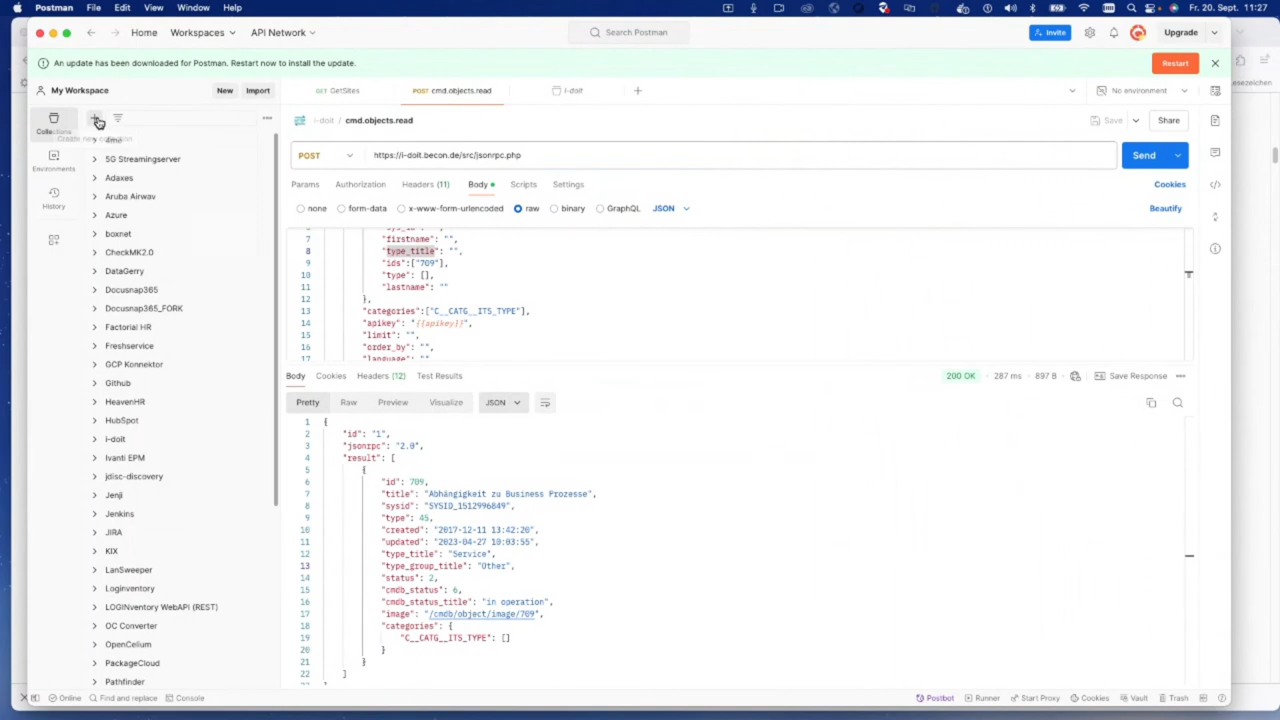 Postman File Edit View Window Help Fr. 20. Sept. 11:27
Home Workspaces API Network Search Postman Invite Upgrade
An update has been downloaded for Postman. Restart now to install the update. Restart
My Workspace New Import GET GetSites POST cmd.objects.read i-doit No environment
esezeichen
Collections
Create new collection
i-doit / cmd.objects.read Save Share
5G Streamingserver
POST https://i-doit.becon.de/src/jsonrpc.php Send
Environments
Adaxes
Params Authorization Headers (11) Body Scripts Settings Cookies
Aruba Airwav
History
none form-data x-www-form-urlencoded raw binary GraphQL JSON Beautify
Azure
boxnet
CheckMK2.0
DataGerry
Docusnap365
Docusnap365_FORK
Factorial HR
Freshservice
GCP Konnektor
Github
HeavenHR
HubSpot
i-doit
Ivanti EPM
jdisc-discovery
Jenji
Jenkins
JIRA
KIX
LanSweeper
Loginventory
LOGINventory WebAPI (REST)
OC Converter
OpenCelium
PackageCloud
Pathfinder
7 "firstname": "",
8 "type_title": "",
9 "ids":["709"],
10 "type": [],
11 "lastname": ""
12 },
13 "categories":["C__CATG__ITS_TYPE"],
14 "apikey": "{{apikey}}",
15 "limit": "",
16 "order_by": "",
17 "language": ""
Body Cookies Headers (12) Test Results 200 OK 287 ms 897 B Save Response
Pretty Raw Preview Visualize JSON
1 {
2 "id": "1",
3 "jsonrpc": "2.0",
4 "result": [
5 {
6 "id": 709,
7 "title": "Abhängigkeit zu Business Prozesse",
8 "sysid": "SYSID_1512996849",
9 "type": 45,
10 "created": "2017-12-11 13:42:20",
11 "updated": "2023-04-27 10:03:55",
12 "type_title": "Service",
13 "type_group_title": "Other",
14 "status": 2,
15 "cmdb_status": 6,
16 "cmdb_status_title": "in operation",
17 "image": "/cmdb/object/image/709",
18 "categories": {
19 "C__CATG__ITS_TYPE": []
20 }
21 }
22 ]
Online Find and replace Console Postbot Runner Start Proxy Cookies Vault Trash